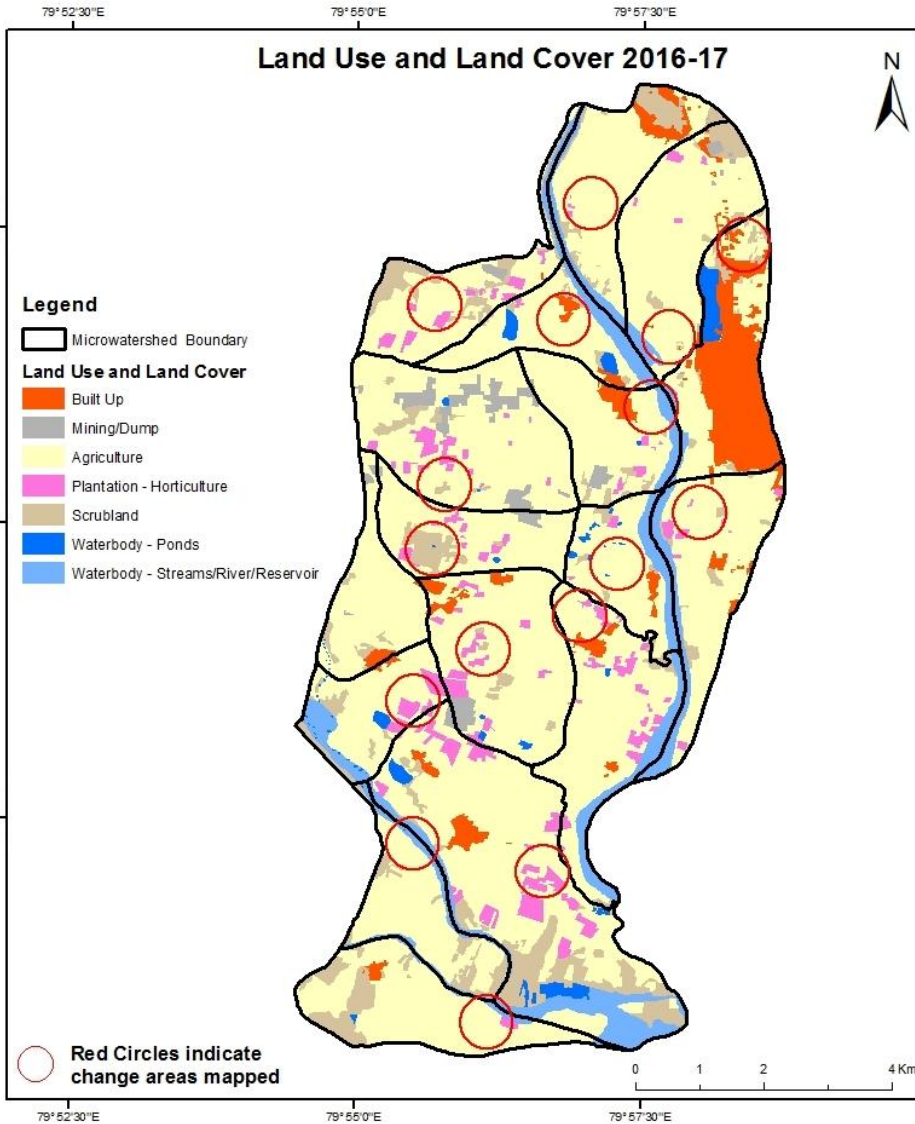 79°52'30"E 79°55'0"E 79°57'30"E
Land Use and Land Cover 2016-17
N
Legend
Microwatershed Boundary
Land Use and Land Cover
Built Up
Mining/Dump
Agriculture
Plantation - Horticulture
Scrubland
Waterbody - Ponds
Waterbody - Streams/River/Reservoir
Red Circles indicate
change areas mapped
0 1 2 4 Km
79°52'30"E 79°55'0"E 79°57'30"E